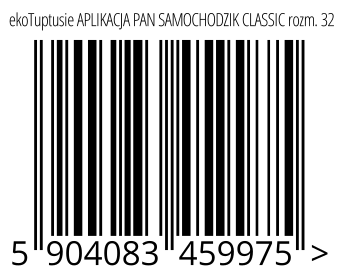 ekoTuptusie APLIKACJA PAN SAMOCHODZIK CLASSIC rozm. 32
5 904083 459975 >